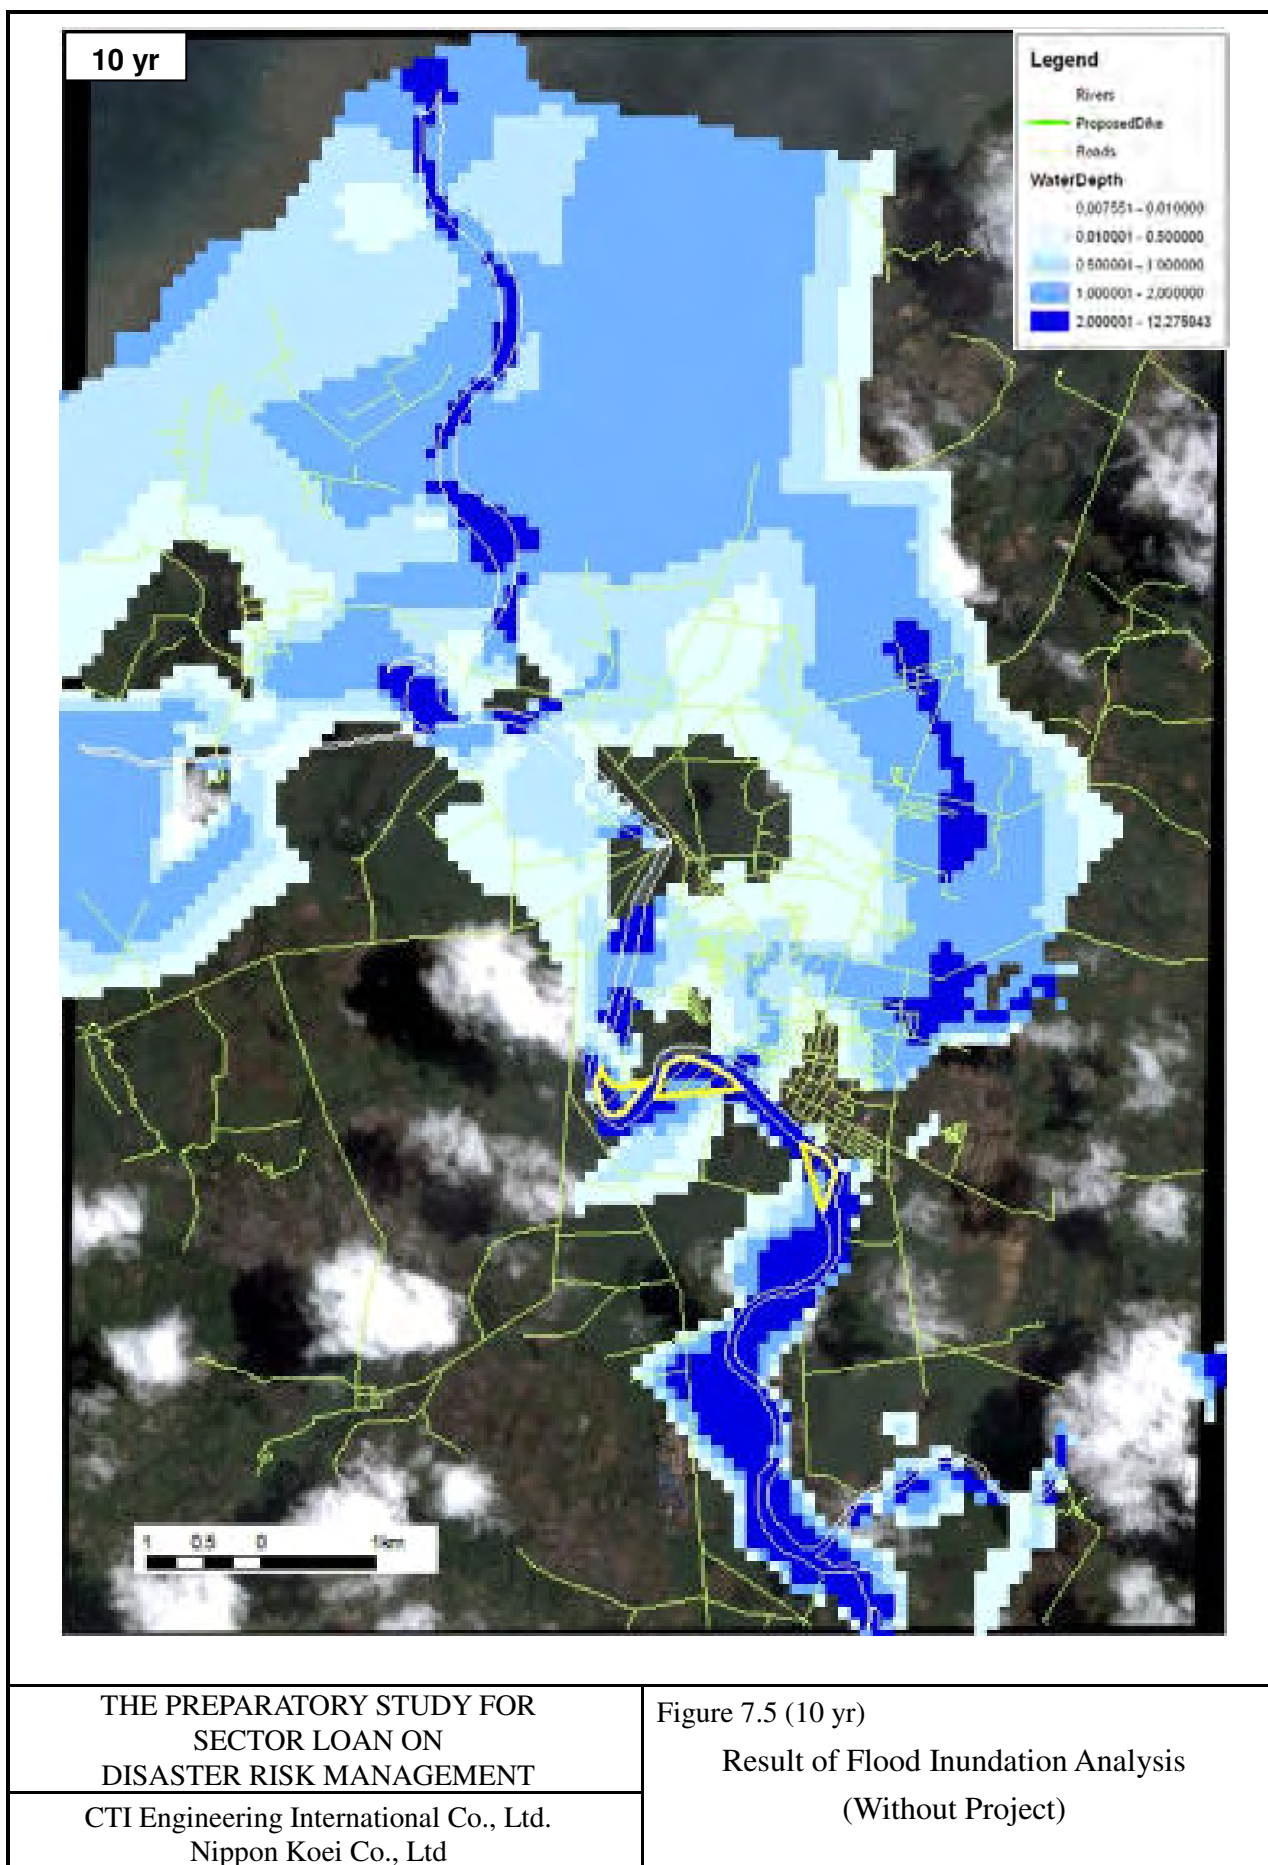 10 yr
Legend
Rivers
ProposedDike
Roads
WaterDepth
0.007551 - 0.010000
0.010001 - 0.500000
0.500001 - 1.000000
1.000001 - 2.000000
2.000001 - 12.275943
1 0.5 0 1km
THE PREPARATORY STUDY FOR
SECTOR LOAN ON
DISASTER RISK MANAGEMENT
CTI Engineering International Co., Ltd.
Nippon Koei Co., Ltd
Figure 7.5 (10 yr)
Result of Flood Inundation Analysis
(Without Project)